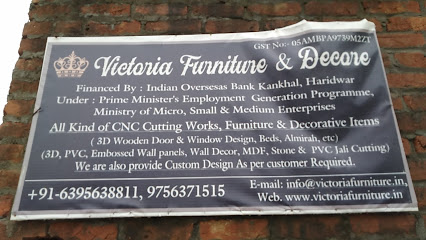 GST No:- 05AMBPA9739M2ZT
Victoria Furniture & Decore
Financed By : Indian Oversesas Bank Kankhal, Haridwar
Under : Prime Minister's Employment Generation Programme,
Ministry of Micro, Small & Medium Enterprises
All Kind of CNC Cutting Works, Furniture & Decorative Items
( 3D Wooden Door & Window Design, Beds, Almirah, etc)
(3D, PVC, Embossed Wall panels, Wall Decor, MDF, Stone & PVC Jali Cutting)
We are also provide Custom Design As per customer Required.
+91-6395638811, 9756371515
E-mail: info@victoriafurniture.in,
Web. www.victoriafurniture.in